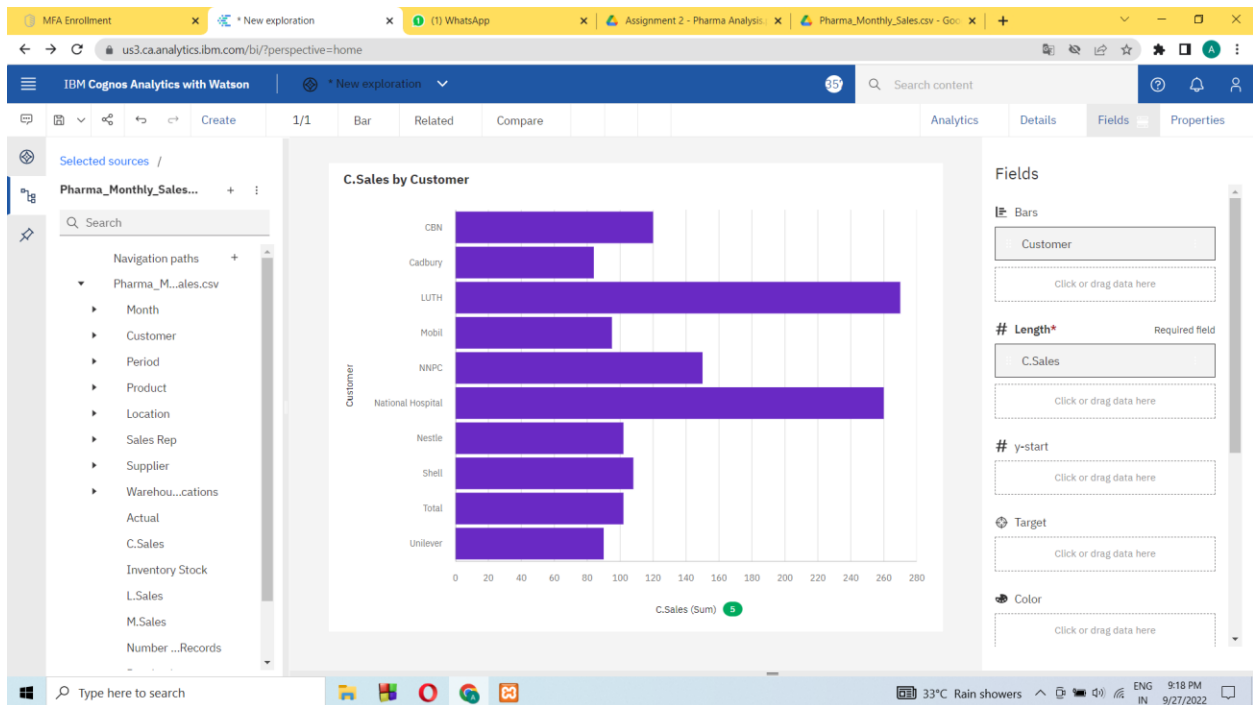 MFA Enrollment
* New exploration
(1) WhatsApp
Assignment 2 - Pharma Analysis.
Pharma_Monthly_Sales.csv - Goo
us3.ca.analytics.ibm.com/bi/?perspective=home
A
IBM Cognos Analytics with Watson
* New exploration
35
Search content
Create
1/1
Bar
Related
Compare
Analytics
Details
Fields
Properties
Selected sources /
Pharma_Monthly_Sales...
Search
Navigation paths
Pharma_M...ales.csv
Month
Customer
Period
Product
Location
Sales Rep
Supplier
Warehou...cations
Actual
C.Sales
Inventory Stock
L.Sales
M.Sales
Number ...Records
C.Sales by Customer
Customer
CBN
Cadbury
LUTH
Mobil
NNPC
National Hospital
Nestle
Shell
Total
Unilever
0 20 40 60 80 100 120 140 160 180 200 220 240 260 280
C.Sales (Sum) 5
Fields
Bars
Customer
Click or drag data here
# Length* Required field
C.Sales
Click or drag data here
# y-start
Click or drag data here
Target
Click or drag data here
Color
Click or drag data here
Type here to search
33°C Rain showers
ENG
IN
9:18 PM
9/27/2022